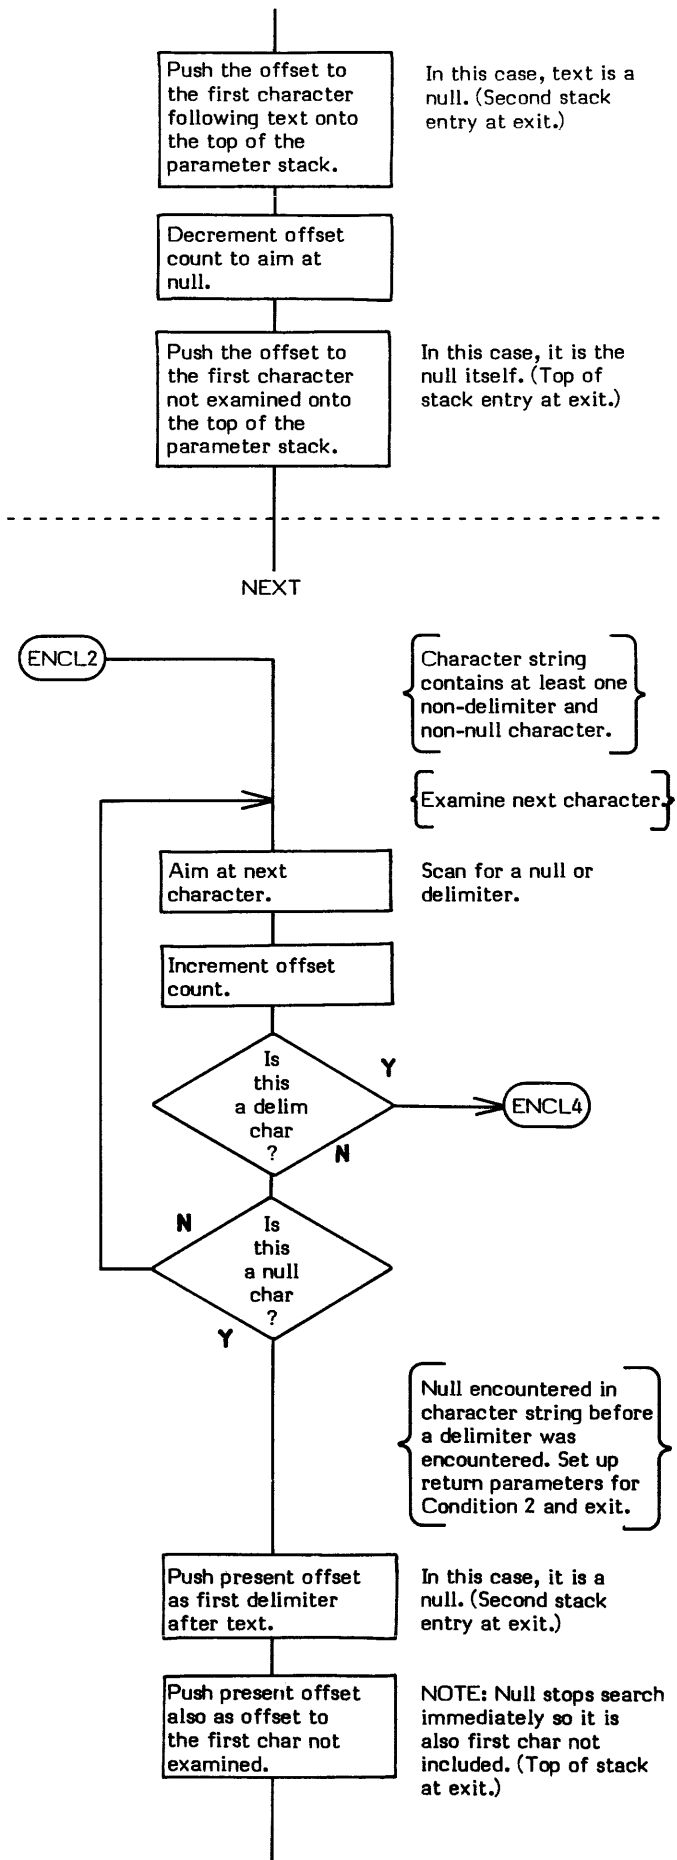 Push the offset to
the first character
following text onto
the top of the
parameter stack.
In this case, text is a
null. (Second stack
entry at exit.)
Decrement offset
count to aim at
null.
Push the offset to
the first character
not examined onto
the top of the
parameter stack.
In this case, it is the
null itself. (Top of
stack entry at exit.)
NEXT
ENCL2
Character string
contains at least one
non-delimiter and
non-null character.
Examine next character.
Aim at next
character.
Scan for a null or
delimiter.
Increment offset
count.
Is
this
a delim
char
?
Y
ENCL4
N
Is
this
a null
char
?
N
Y
Null encountered in
character string before
a delimiter was
encountered. Set up
return parameters for
Condition 2 and exit.
Push present offset
as first delimiter
after text.
In this case, it is a
null. (Second stack
entry at exit.)
Push present offset
also as offset to
the first char not
examined.
NOTE: Null stops search
immediately so it is
also first char not
included. (Top of stack
at exit.)